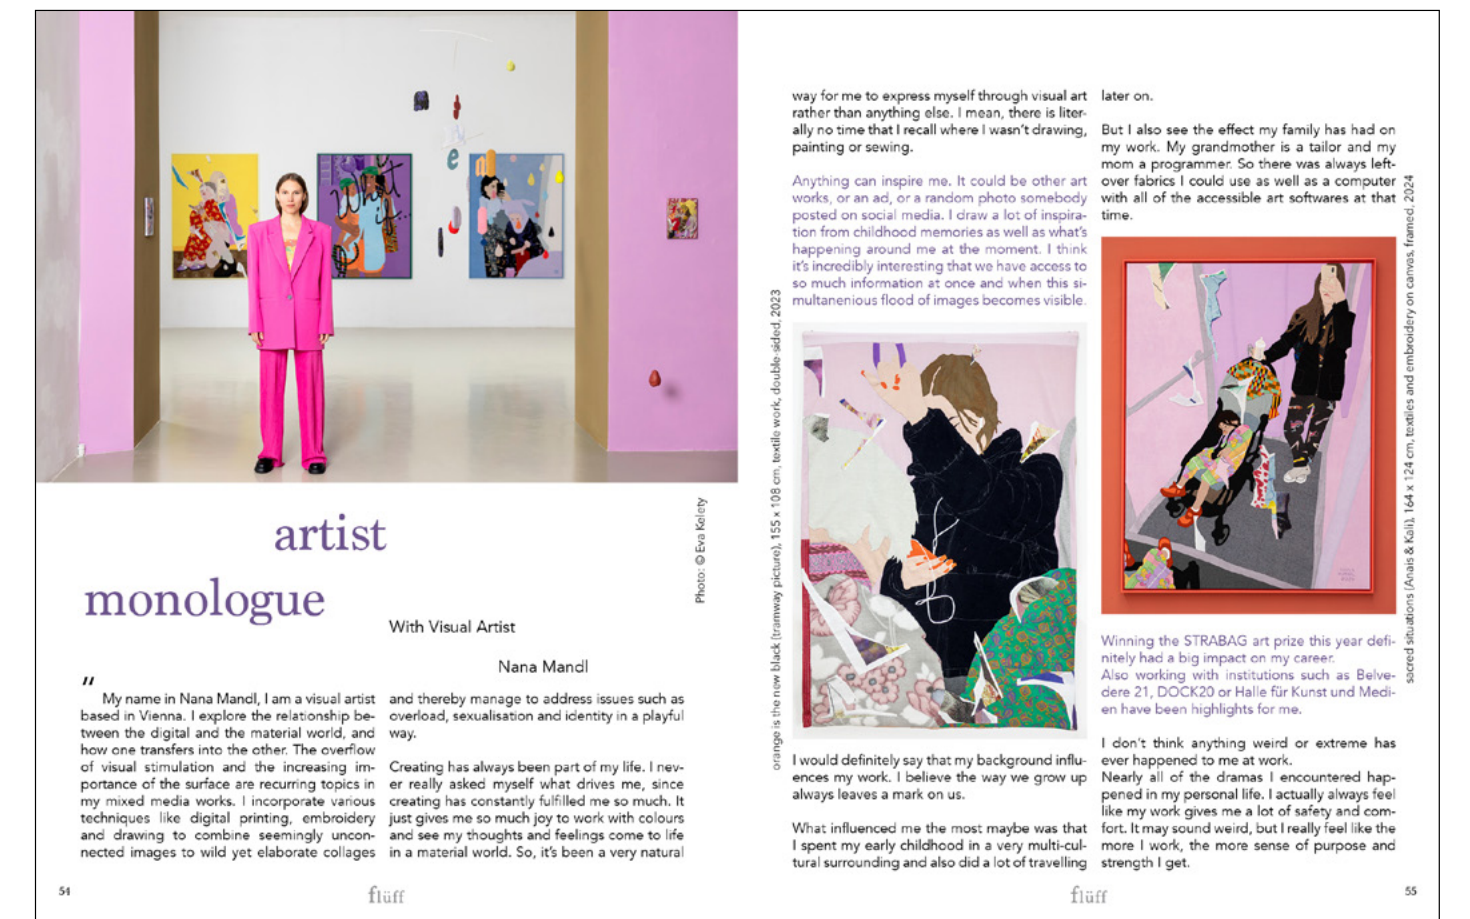 artist
monologue
With Visual Artist
Nana Mandl
Photo: © Eva Kelety
"
My name in Nana Mandl, I am a visual artist
based in Vienna. I explore the relationship be-
tween the digital and the material world, and
how one transfers into the other. The overflow
of visual stimulation and the increasing im-
portance of the surface are recurring topics in
my mixed media works. I incorporate various
techniques like digital printing, embroidery
and drawing to combine seemingly uncon-
nected images to wild yet elaborate collages
and thereby manage to address issues such as
overload, sexualisation and identity in a playful
way.
Creating has always been part of my life. I nev-
er really asked myself what drives me, since
creating has constantly fulfilled me so much. It
just gives me so much joy to work with colours
and see my thoughts and feelings come to life
in a material world. So, it's been a very natural
54
flüff
way for me to express myself through visual art
rather than anything else. I mean, there is liter-
ally no time that I recall where I wasn't drawing,
painting or sewing.
Anything can inspire me. It could be other art
works, or an ad, or a random photo somebody
posted on social media. I draw a lot of inspira-
tion from childhood memories as well as what's
happening around me at the moment. I think
it's incredibly interesting that we have access to
so much information at once and when this si-
multanenious flood of images becomes visible.
orange is the new black (tramway picture), 155 x 108 cm, textile work, double-sided, 2023
I would definitely say that my background influ-
ences my work. I believe the way we grow up
always leaves a mark on us.
What influenced me the most maybe was that
I spent my early childhood in a very multi-cul-
tural surrounding and also did a lot of travelling
later on.
But I also see the effect my family has had on
my work. My grandmother is a tailor and my
mom a programmer. So there was always left-
over fabrics I could use as well as a computer
with all of the accessible art softwares at that
time.
sacred situations (Anais & Kali), 164 x 124 cm, textiles and embroidery on canvas, framed, 2024
Winning the STRABAG art prize this year defi-
nitely had a big impact on my career.
Also working with institutions such as Belve-
dere 21, DOCK20 or Halle für Kunst und Medi-
en have been highlights for me.
I don't think anything weird or extreme has
ever happened to me at work.
Nearly all of the dramas I encountered hap-
pened in my personal life. I actually always feel
like my work gives me a lot of safety and com-
fort. It may sound weird, but I really feel like the
more I work, the more sense of purpose and
strength I get.
flüff
55